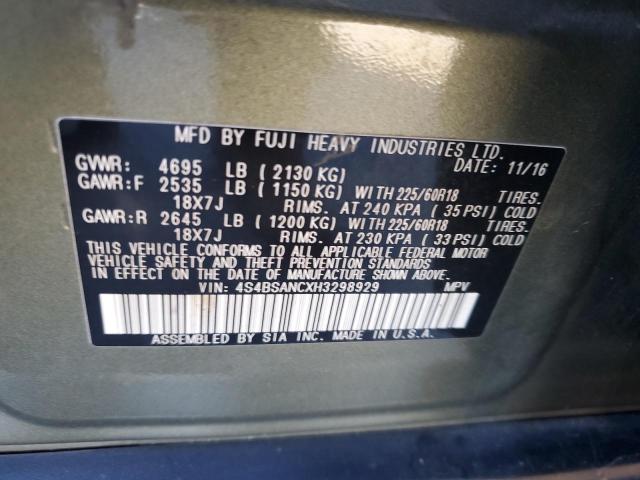 MFD BY FUJI HEAVY INDUSTRIES LTD.
GVWR: 4695 LB ( 2130 KG) DATE: 11/16
GAWR:F 2535 LB ( 1150 KG) WITH 225/60R18 TIRES.
18X7J RIMS. AT 240 KPA ( 35 PSI) COLD
GAWR:R 2645 LB ( 1200 KG) WITH 225/60R18 TIRES.
18X7J RIMS. AT 230 KPA ( 33 PSI) COLD
THIS VEHICLE CONFORMS TO ALL APPLICABLE FEDERAL MOTOR
VEHICLE SAFETY AND THEFT PREVENTION STANDARDS IN
EFFECT ON THE DATE OF MANUFACTURE SHOWN ABOVE.
VIN: 4S4BSANCXH3298929 MPV
ASSEMBLED BY SIA INC. MADE IN U.S.A.